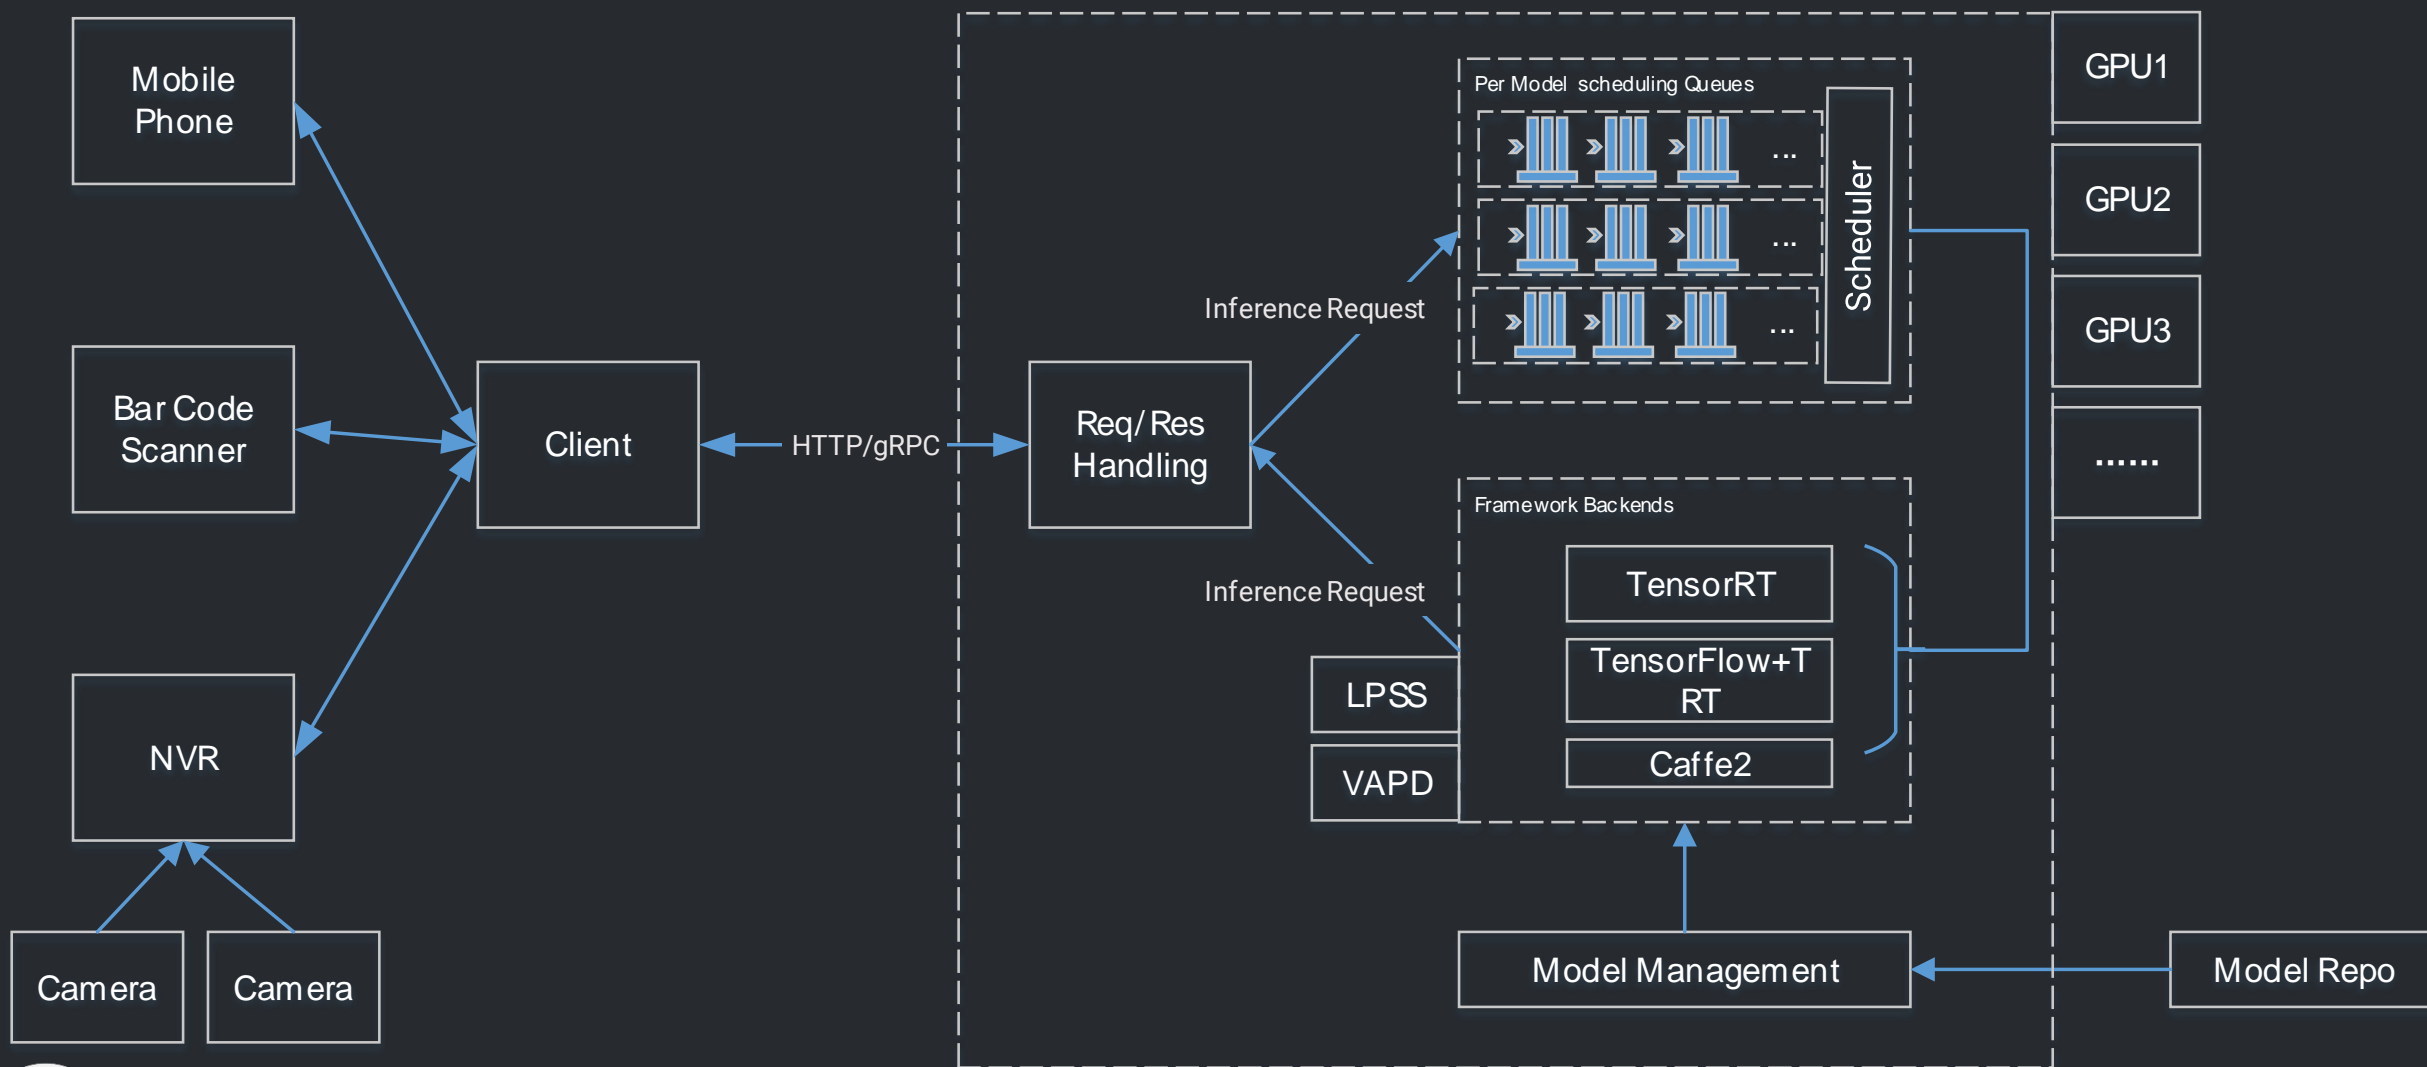 Mobile
Phone
Bar Code
Scanner
NVR
Camera
Camera
Client
HTTP/gRPC
Req/Res
Handling
Inference Request
Inference Request
Per Model scheduling Queues
...
...
...
Scheduler
Framework Backends
TensorRT
TensorFlow+T
RT
Caffe2
LPSS
VAPD
Model Management
Model Repo
GPU1
GPU2
GPU3
......